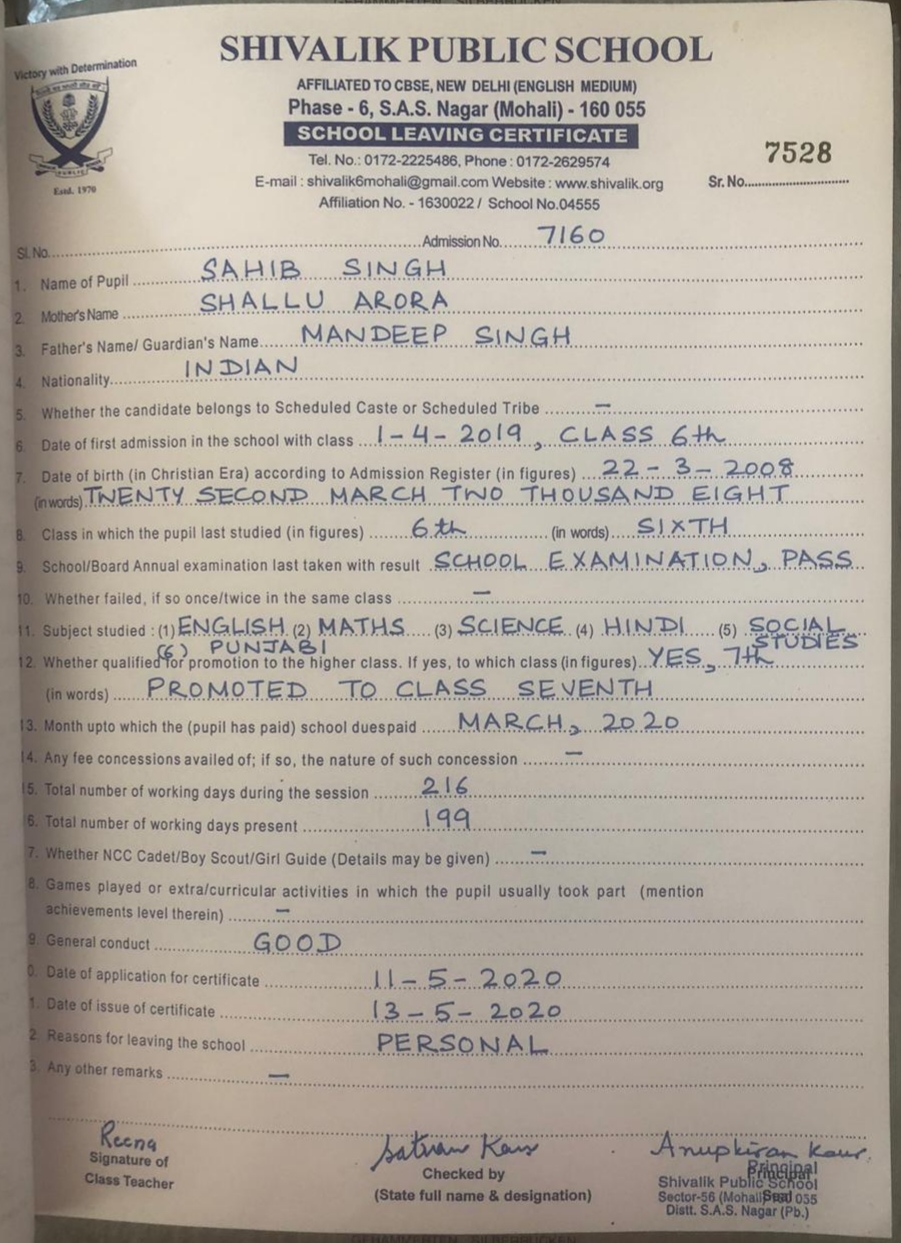 Victory with Determination
SHIVALIK PUBLIC SCHOOL
AFFILIATED TO CBSE, NEW DELHI (ENGLISH MEDIUM)
Phase - 6, S.A.S. Nagar (Mohali) - 160 055
SCHOOL LEAVING CERTIFICATE
Tel. No.: 0172-2225486, Phone : 0172-2629574
7528
E-mail : shivalik6mohali@gmail.com Website : www.shivalik.org
Sr. No.
Estd. 1970
Affiliation No. - 1630022 / School No.04555
Sl. No. Admission No. 7160
1. Name of Pupil SAHIB SINGH
2. Mother's Name SHALLU ARORA
3. Father's Name/ Guardian's Name MANDEEP SINGH
4. Nationality INDIAN
5. Whether the candidate belongs to Scheduled Caste or Scheduled Tribe –
6. Date of first admission in the school with class 1-4-2019, CLASS 6th
7. Date of birth (in Christian Era) according to Admission Register (in figures) 22-3-2008
(in words) TWENTY SECOND MARCH TWO THOUSAND EIGHT
8. Class in which the pupil last studied (in figures) 6th (in words) SIXTH
9. School/Board Annual examination last taken with result SCHOOL EXAMINATION, PASS
10. Whether failed, if so once/twice in the same class –
11. Subject studied : (1) ENGLISH (2) MATHS (3) SCIENCE (4) HINDI (5) SOCIAL STUDIES
(6) PUNJABI
12. Whether qualified for promotion to the higher class. If yes, to which class (in figures) YES, 7th
(in words) PROMOTED TO CLASS SEVENTH
13. Month upto which the (pupil has paid) school duespaid MARCH, 2020
14. Any fee concessions availed of; if so, the nature of such concession –
15. Total number of working days during the session 216
6. Total number of working days present 199
7. Whether NCC Cadet/Boy Scout/Girl Guide (Details may be given) –
8. Games played or extra/curricular activities in which the pupil usually took part (mention
achievements level therein) –
9. General conduct GOOD
0. Date of application for certificate 11-5-2020
1. Date of issue of certificate 13-5-2020
2. Reasons for leaving the school PERSONAL
3. Any other remarks –
Reena
Satwan Kaur
Anupkiran Kaur
Signature of
Class Teacher
Checked by
(State full name & designation)
Principal
Shivalik Public School
Sector-56 (Mohali) 035
Seal
Distt. S.A.S. Nagar (Pb.)